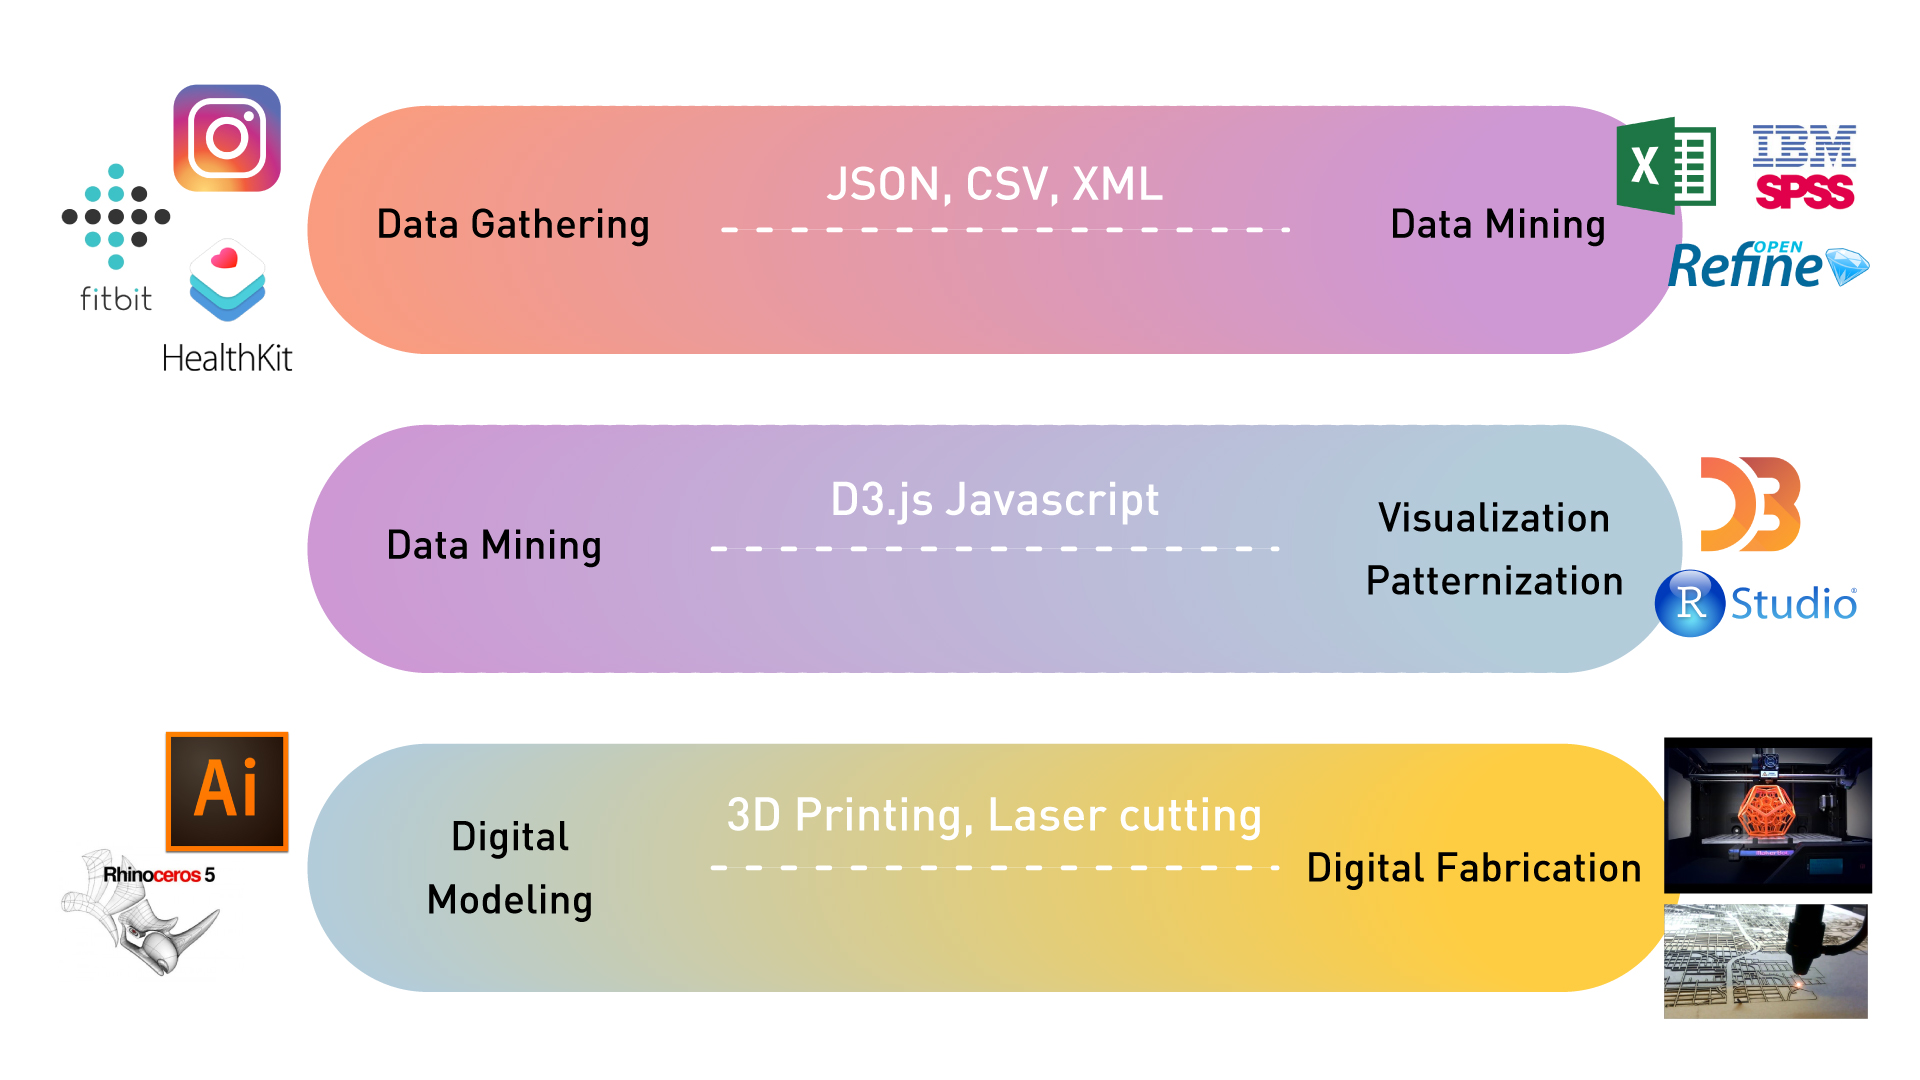 fitbit
HealthKit
Data Gathering
JSON, CSV, XML
Data Mining
X
IBM
SPSS
OPEN
Refine
Data Mining
D3.js Javascript
Visualization
Patternization
D3
R Studio®
Ai
Rhinoceros 5
Digital
Modeling
3D Printing, Laser cutting
Digital Fabrication